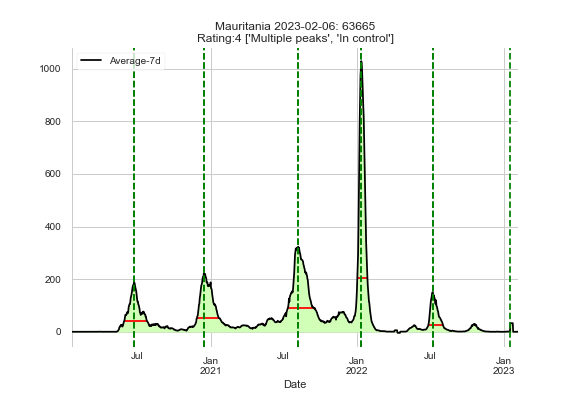 Mauritania 2023-02-06: 63665
Rating:4 ['Multiple peaks', 'In control']
Average-7d
1000
800
600
400
200
0
Jul
Jan
2021
Jul
Jan
2022
Jul
Jan
2023
Date